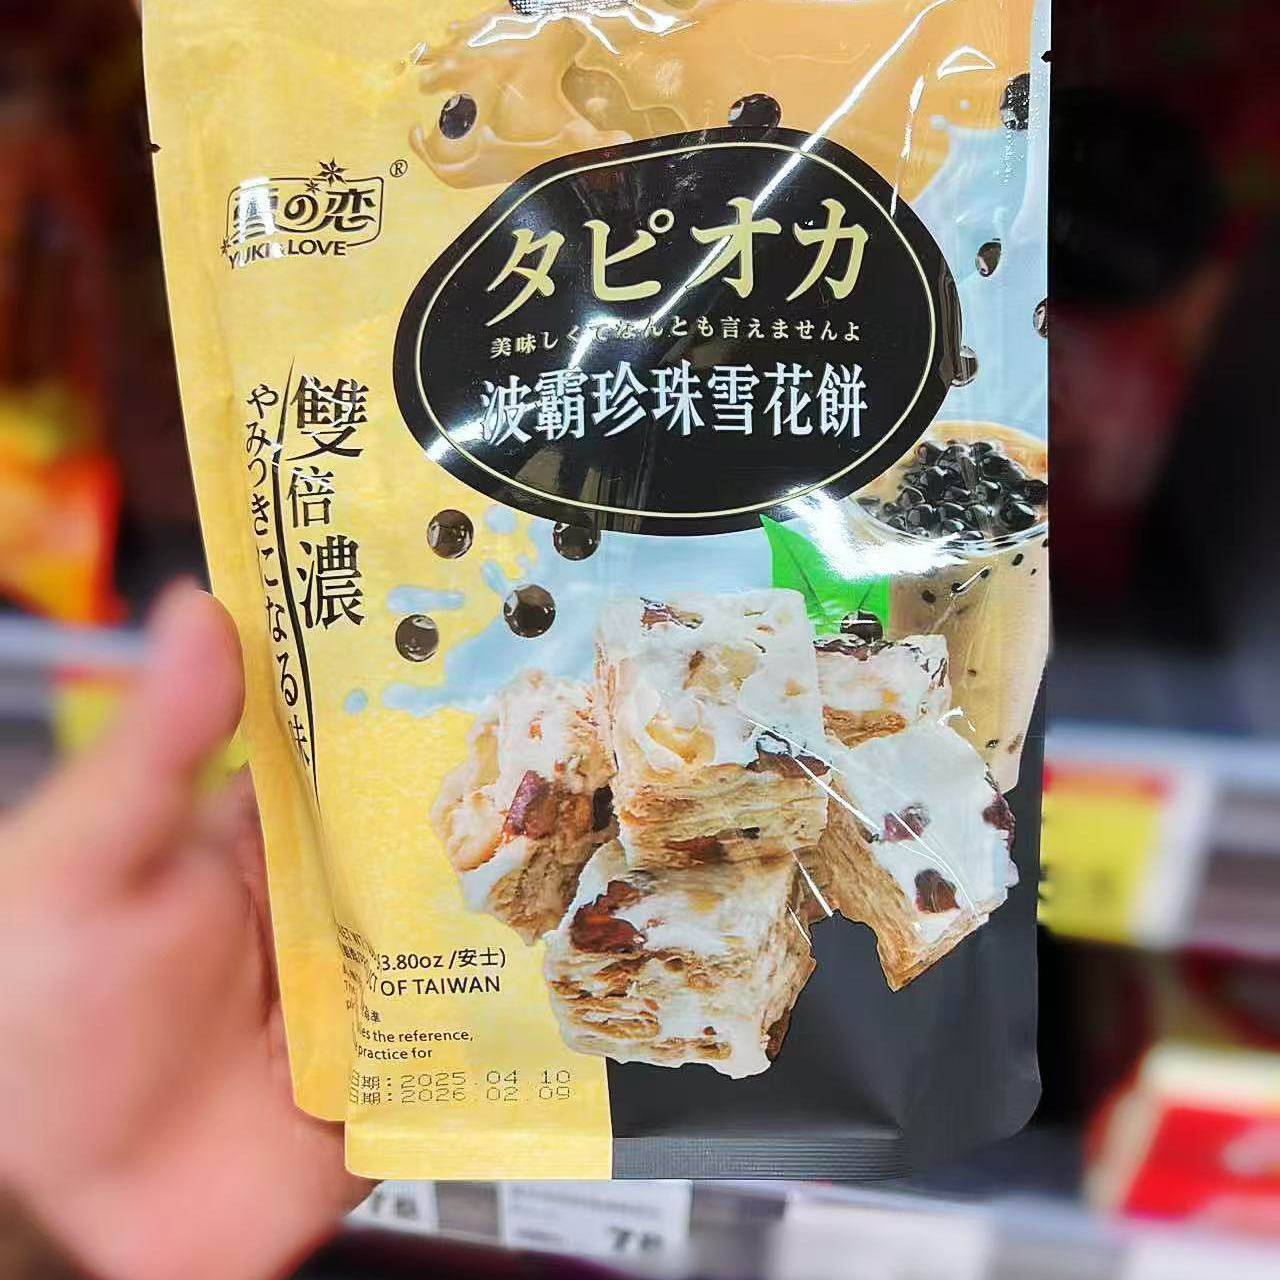 の恋®
YUKI & LOVE
タピオカ
美味しくてなんとも言えませんよ
波霸珍珠雪花餅
雙倍濃
やみつきになる味
3.80oz/安士)
OF TAIWAN
the reference,
practice for
期:2025.04.10
期:2026.02.09